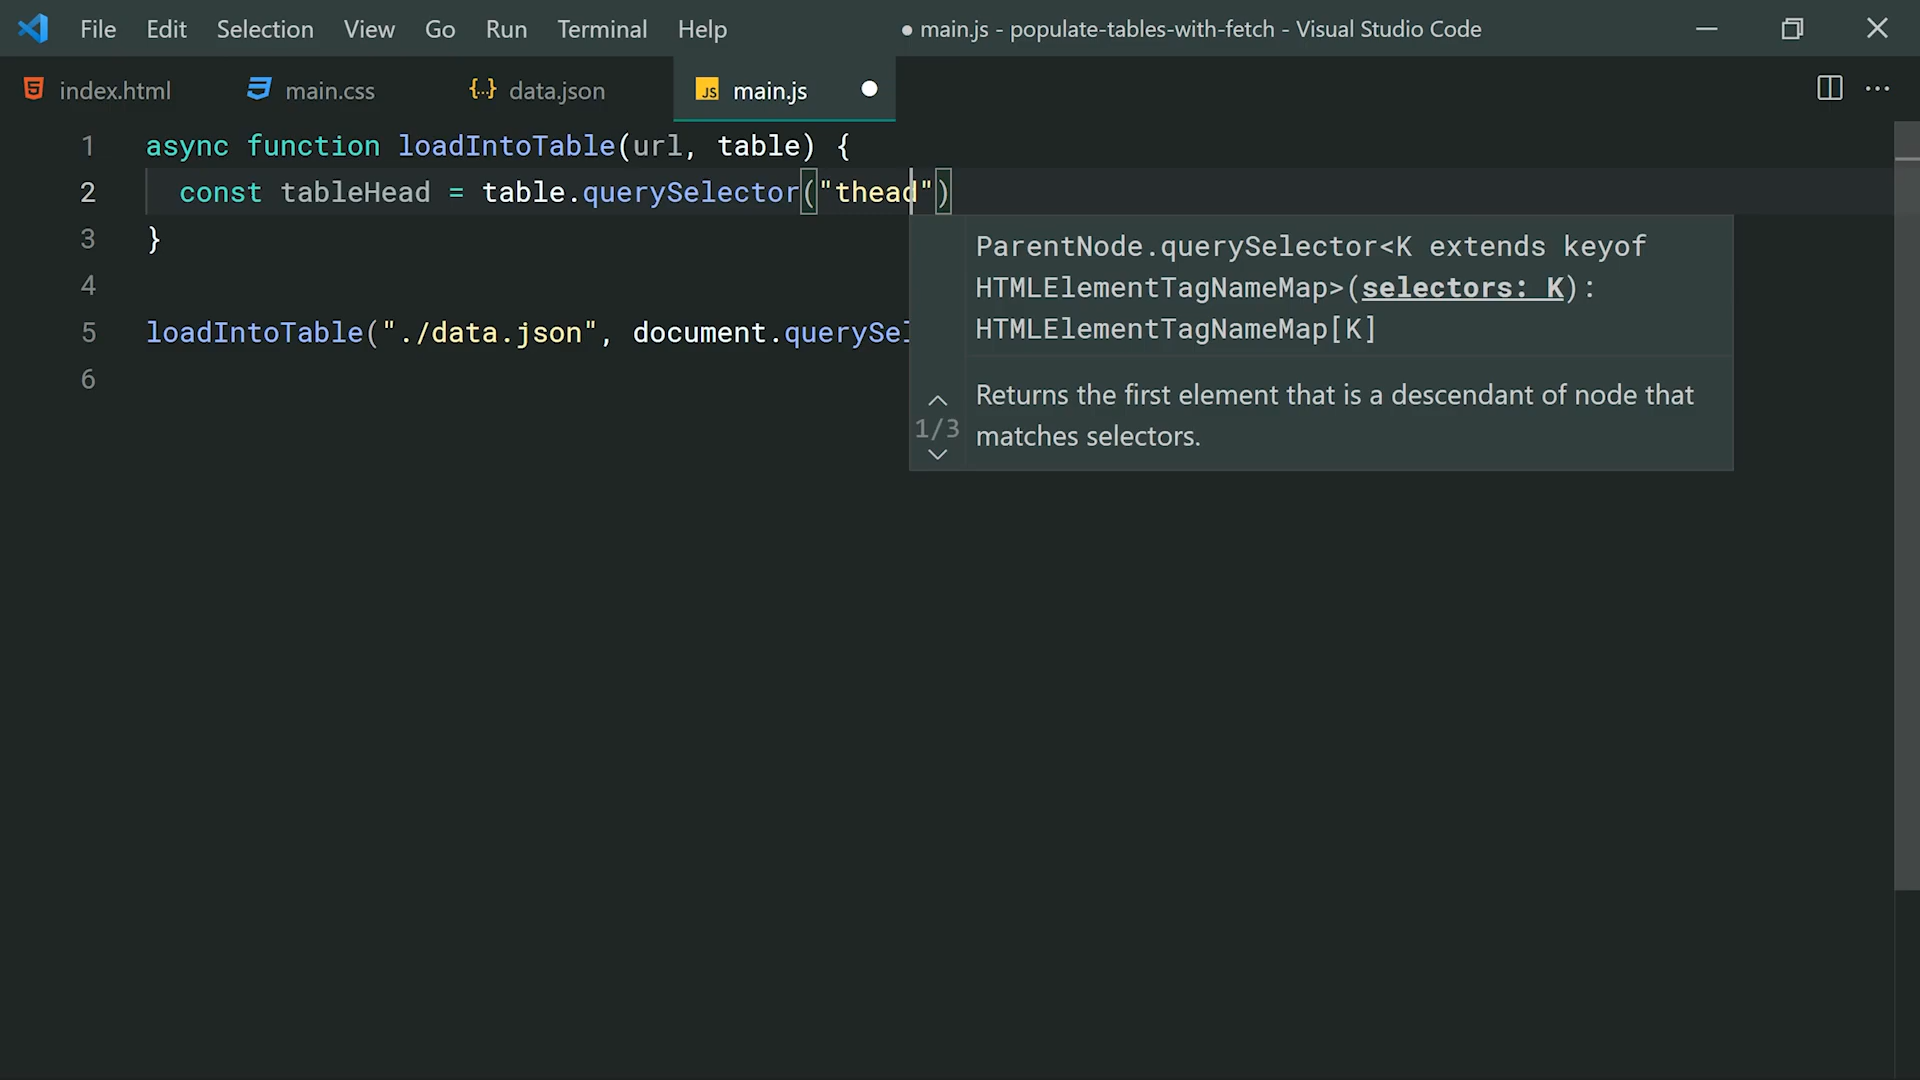 File Edit Selection View Go Run Terminal Help ● main.js - populate-tables-with-fetch - Visual Studio Code
index.html main.css {..} data.json JS main.js
1 async function loadIntoTable(url, table) {
2 const tableHead = table.querySelector("thead")
3 }
4
5 loadIntoTable("./data.json", document.querySel
6
ParentNode.querySelector<K extends keyof
HTMLElementTagNameMap>(selectors: K):
HTMLElementTagNameMap[K]
1/3
Returns the first element that is a descendant of node that
matches selectors.